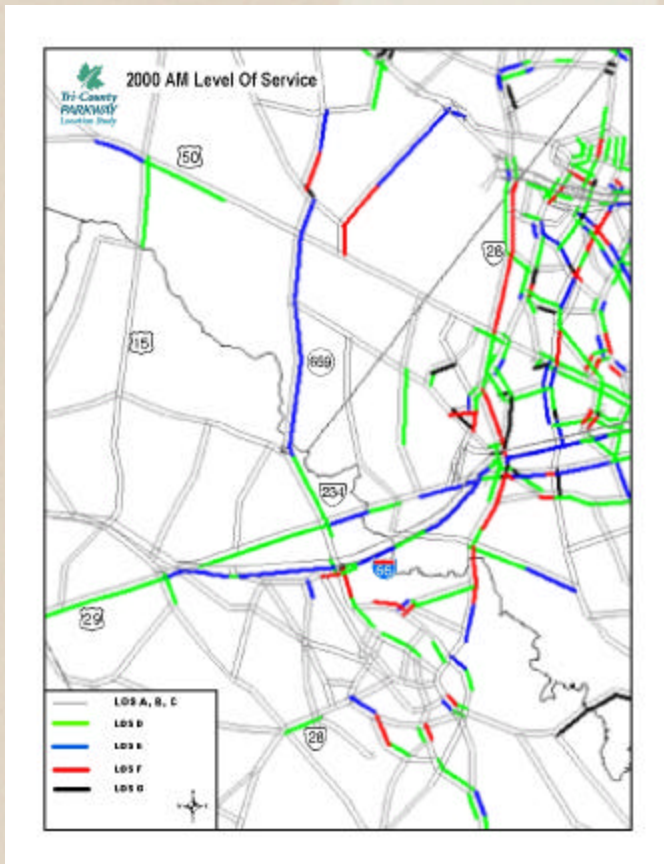 2000 AM Level Of Service
Tri-County
PARKWAY
Location Study
50
28
15
659
234
66
29
28
LOS A, B, C
LOS D
LOS E
LOS F
LOS G